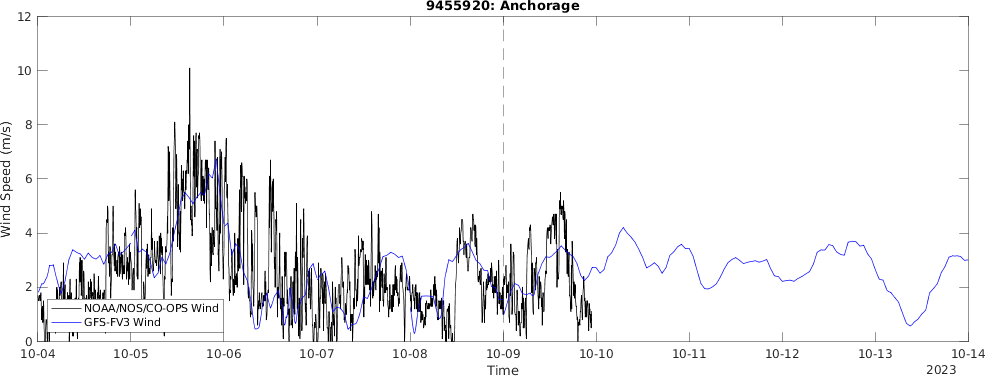 9455920: Anchorage
12
10
8
6
4
2
0
Wind Speed (m/s)
NOAA/NOS/CO-OPS Wind
GFS-FV3 Wind
10-04 10-05 10-06 10-07 10-08 10-09 10-10 10-11 10-12 10-13 10-14
Time
2023